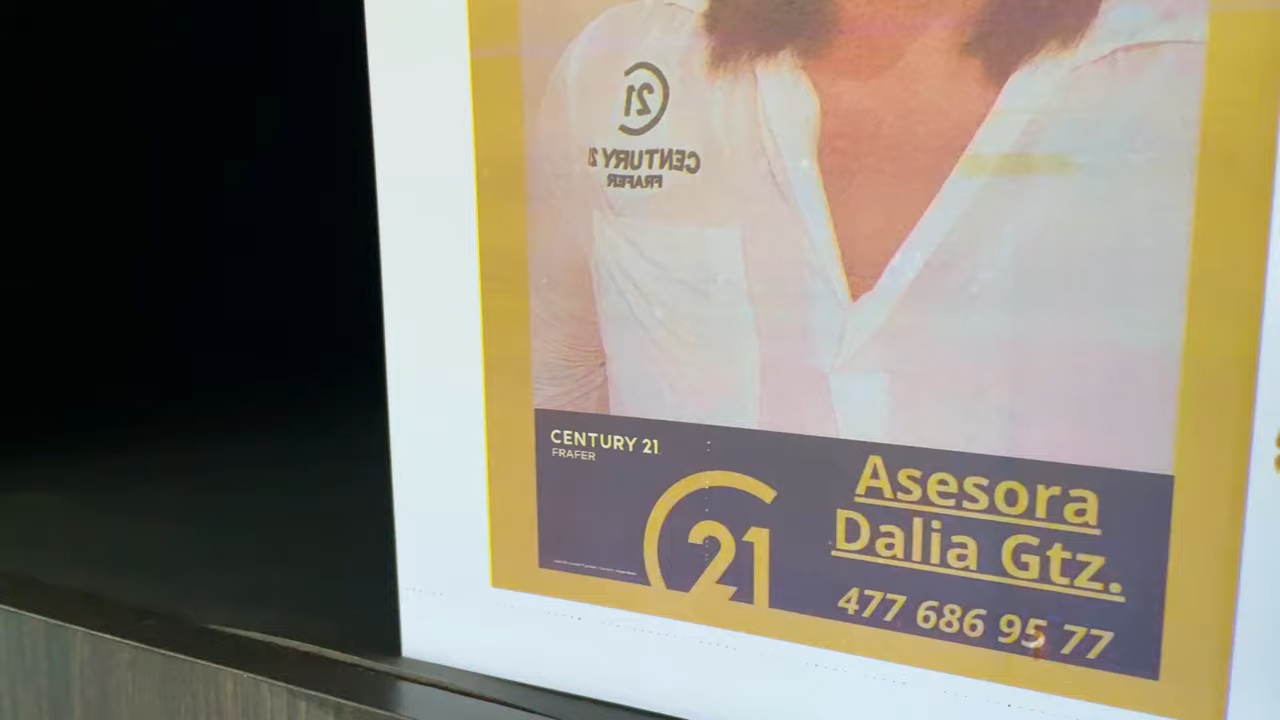 21
CENTURY 21
FRAFER
CENTURY 21
FRAFER
21
Asesora
Dalia Gtz.
477 686 95 77